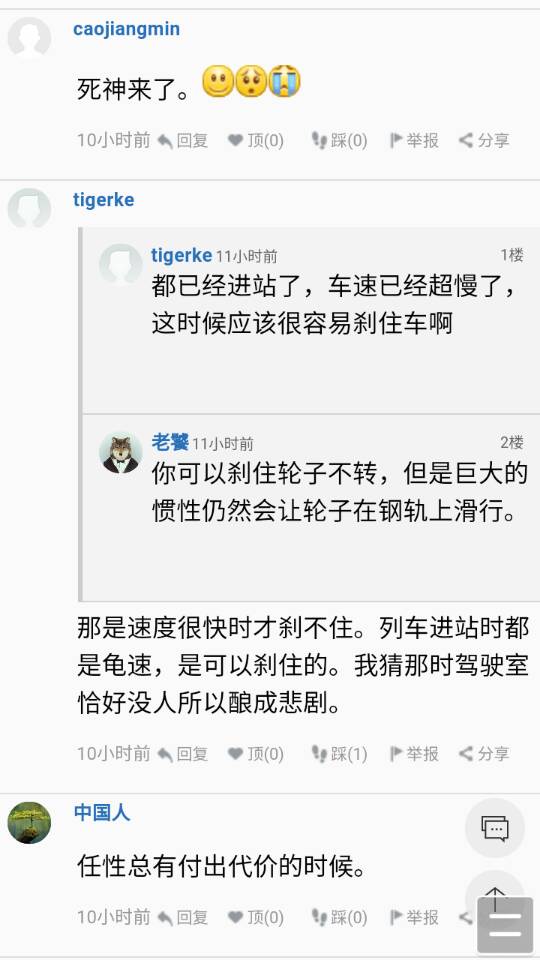 caojiangmin
死神来了。
10小时前 回复 顶(0) 踩(0) 举报 分享
tigerke
tigerke 11小时前 1楼
都已经进站了，车速已经超慢了，
这时候应该很容易刹住车啊
老饕 11小时前 2楼
你可以刹住轮子不转，但是巨大的
惯性仍然会让轮子在钢轨上滑行。
那是速度很快时才刹不住。列车进站时都
是龟速，是可以刹住的。我猜那时驾驶室
恰好没人所以酿成悲剧。
10小时前 回复 顶(0) 踩(1) 举报 分享
中国人
任性总有付出代价的时候。
10小时前 回复 顶(0) 踩(0) 举报